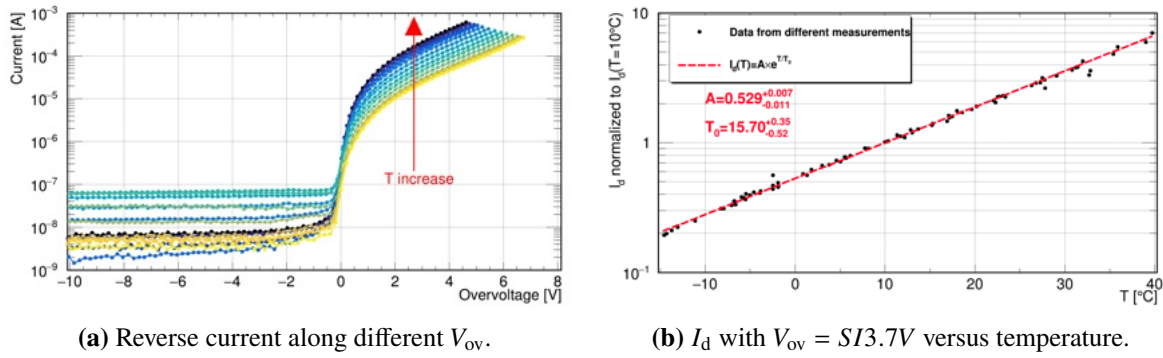 Current [A]
10⁻³
10⁻⁴
10⁻⁵
10⁻⁶
10⁻⁷
10⁻⁸
10⁻⁹
T increase
−10 −8 −6 −4 −2 0 2 4 6 8
Overvoltage [V]
(a) Reverse current along different V_ov.
I_d normalized to I_d(T=10°C)
10
1
10⁻¹
Data from different measurements
I_d(T)=A×e^{T/T₀}
A=0.529 +0.007 −0.011
T₀=15.70 +0.35 −0.52
−10 0 10 20 30 40
T [°C]
(b) I_d with V_ov = SI3.7V versus temperature.